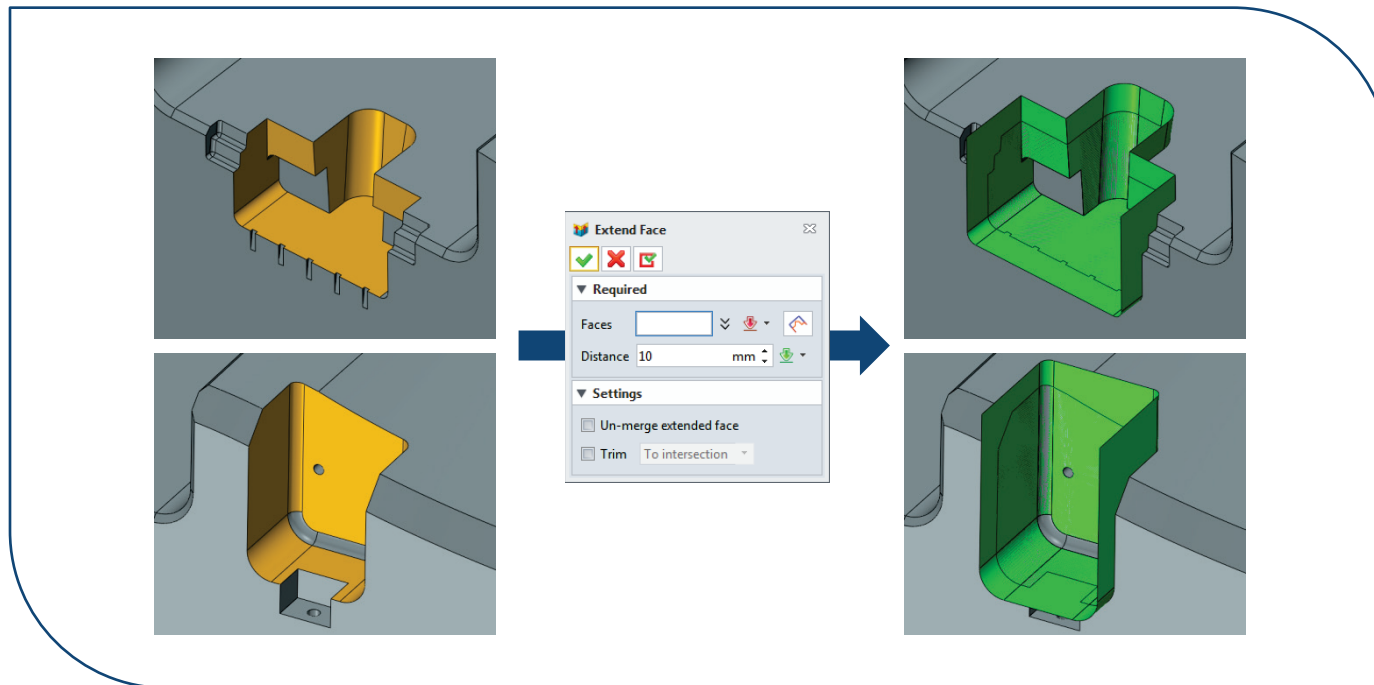 Extend Face
Required
Faces
Distance 10 mm
Settings
Un-merge extended face
Trim To intersection